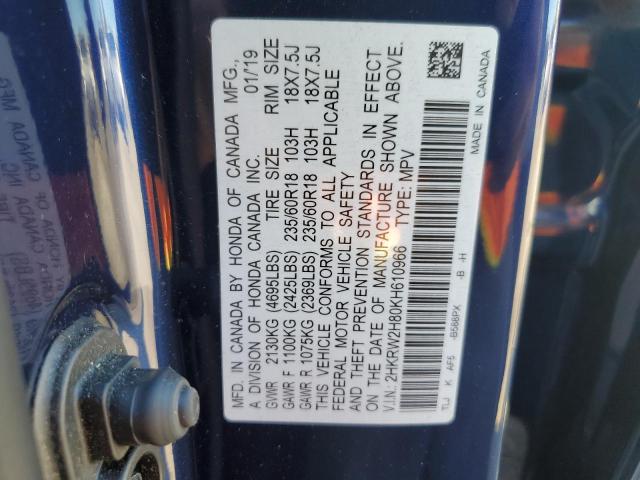 MFD. IN CANADA BY HONDA OF CANADA MFG.,
A DIVISION OF HONDA CANADA INC. 01/19
GVWR 2130KG (4695LBS) TIRE SIZE RIM SIZE
GAWR F 1100KG (2425LBS) 235/60R18 103H 18X7.5J
GAWR R 1075KG (2369LBS) 235/60R18 103H 18X7.5J
THIS VEHICLE CONFORMS TO ALL APPLICABLE
FEDERAL MOTOR VEHICLE SAFETY
AND THEFT PREVENTION STANDARDS IN EFFECT
ON THE DATE OF MANUFACTURE SHOWN ABOVE.
V.I.N.: 2HKRW2H80KH610966 TYPE: MPV
TLJ K AF5 -B588PX -B -H MADE IN CANADA